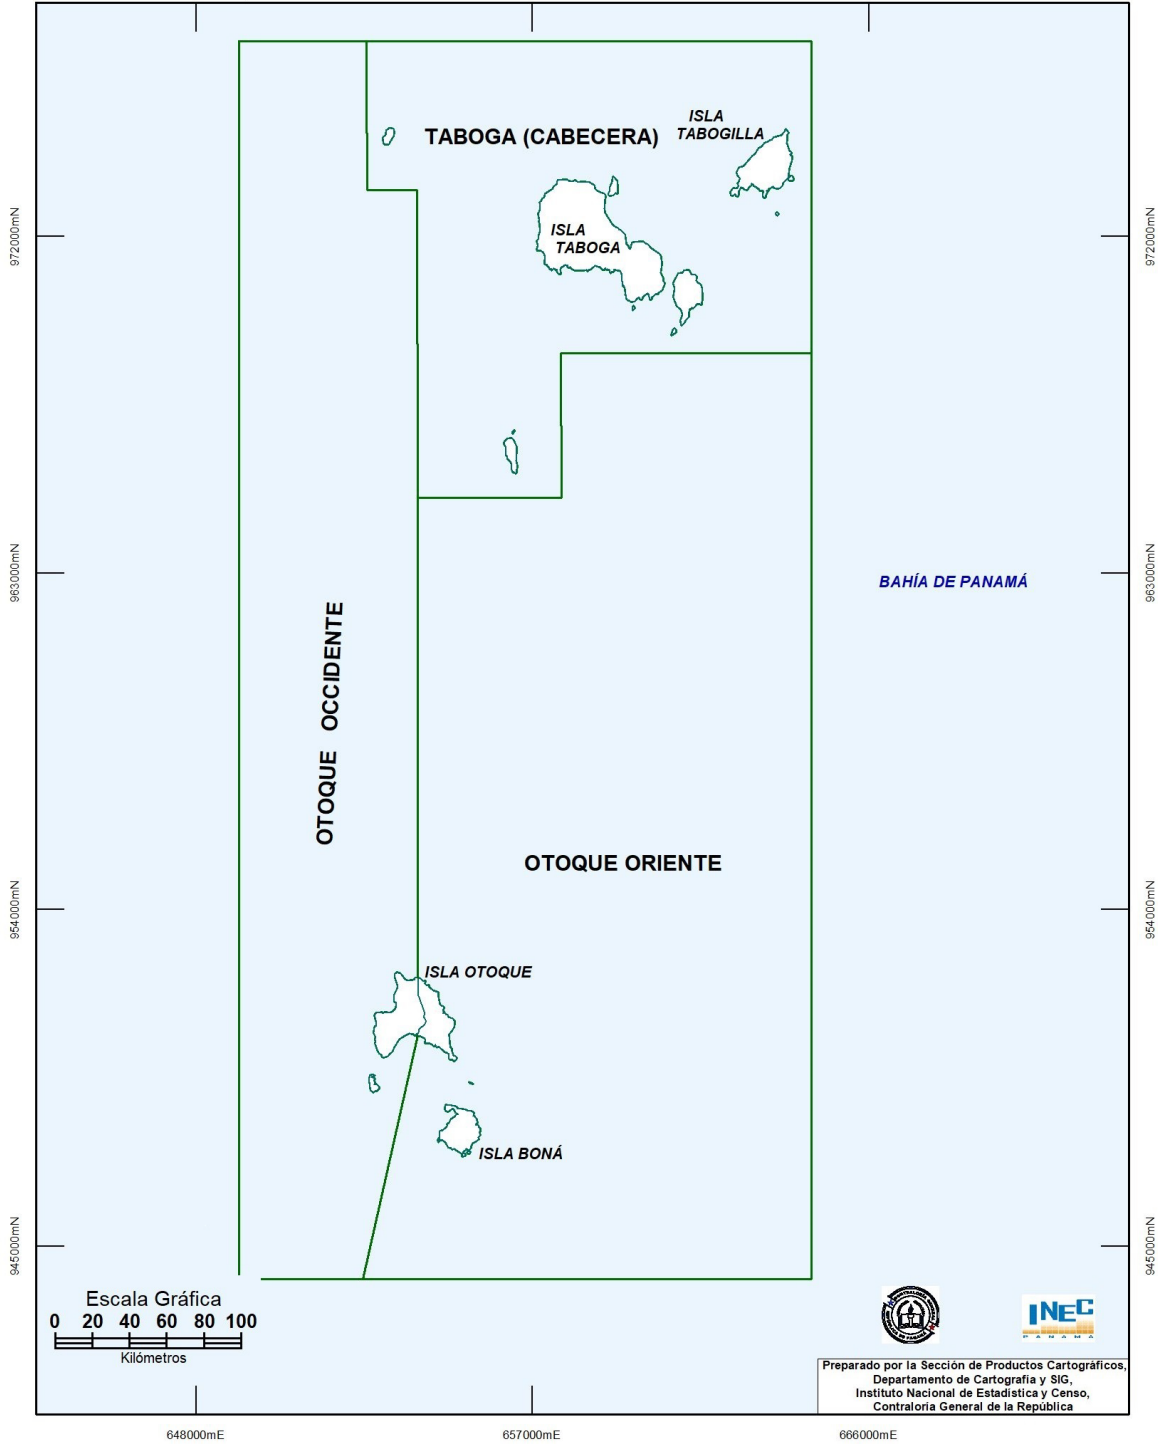 ISLA
TABOGILLA
TABOGA (CABECERA)
ISLA
TABOGA
972000mN
972000mN
963000mN
963000mN
BAHÍA DE PANAMÁ
OTOQUE OCCIDENTE
OTOQUE ORIENTE
954000mN
954000mN
ISLA OTOQUE
ISLA BONÁ
945000mN
945000mN
Escala Gráfica
0 20 40 60 80 100
Kilómetros
INEC
PANAMÁ
Preparado por la Sección de Productos Cartográficos,
Departamento de Cartografía y SIG,
Instituto Nacional de Estadística y Censo,
Contraloría General de la República
648000mE
657000mE
666000mE